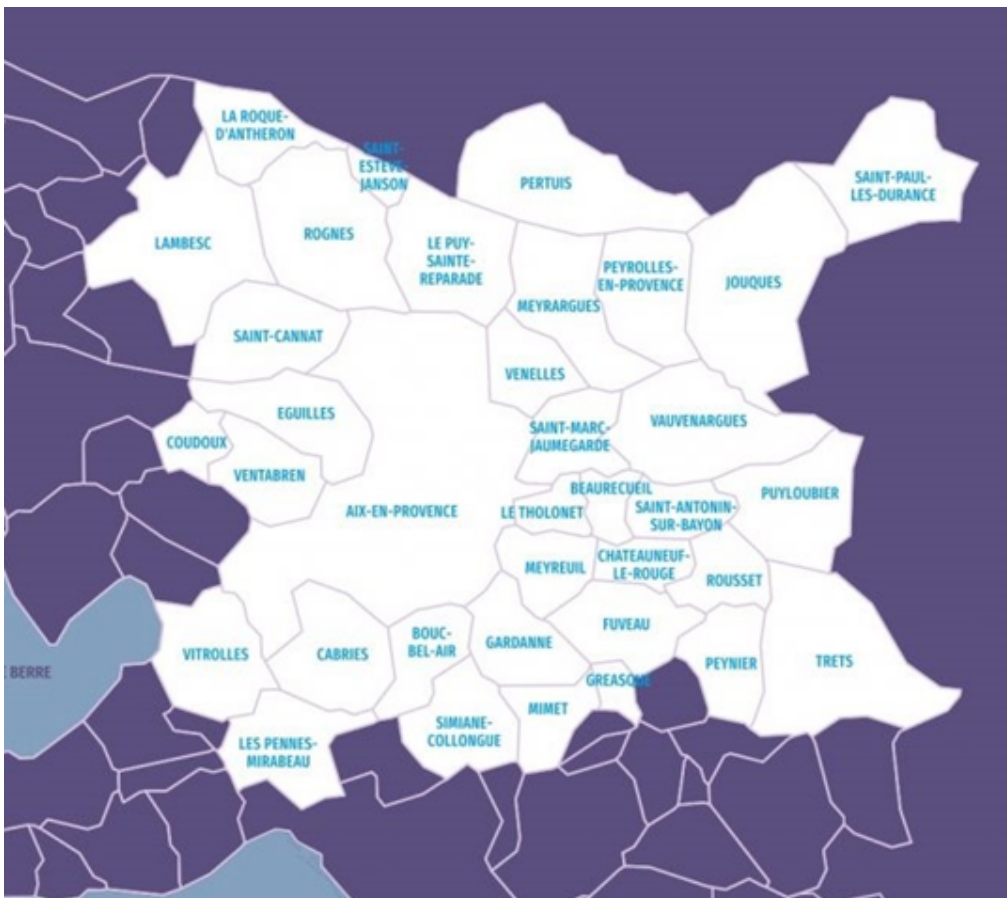 LA ROQUE-
D'ANTHERON
SAINT-
ESTEVE-
JANSON
PERTUIS
SAINT-PAUL-
LES-DURANCE
LAMBESC
ROGNES
LE PUY-
SAINTE-
REPARADE
PEYROLLES-
EN-PROVENCE
JOUQUES
MEYRARGUES
SAINT-CANNAT
VENELLES
EGUILLES
VAUVENARGUES
COUDOUX
SAINT-MARC-
JAUMEGARDE
VENTABREN
BEAURECUEIL
PUYLOUBIER
AIX-EN-PROVENCE
LE THOLONET
SAINT-ANTONIN-
SUR-BAYON
MEYREUIL
CHATEAUNEUF-
LE-ROUGE
ROUSSET
FUVEAU
BOUC-
BEL-AIR
GARDANNE
VITROLLES
CABRIES
PEYNIER
TRETS
E BERRE
GREASQUE
MIMET
SIMIANE-
COLLONGUE
LES PENNES-
MIRABEAU